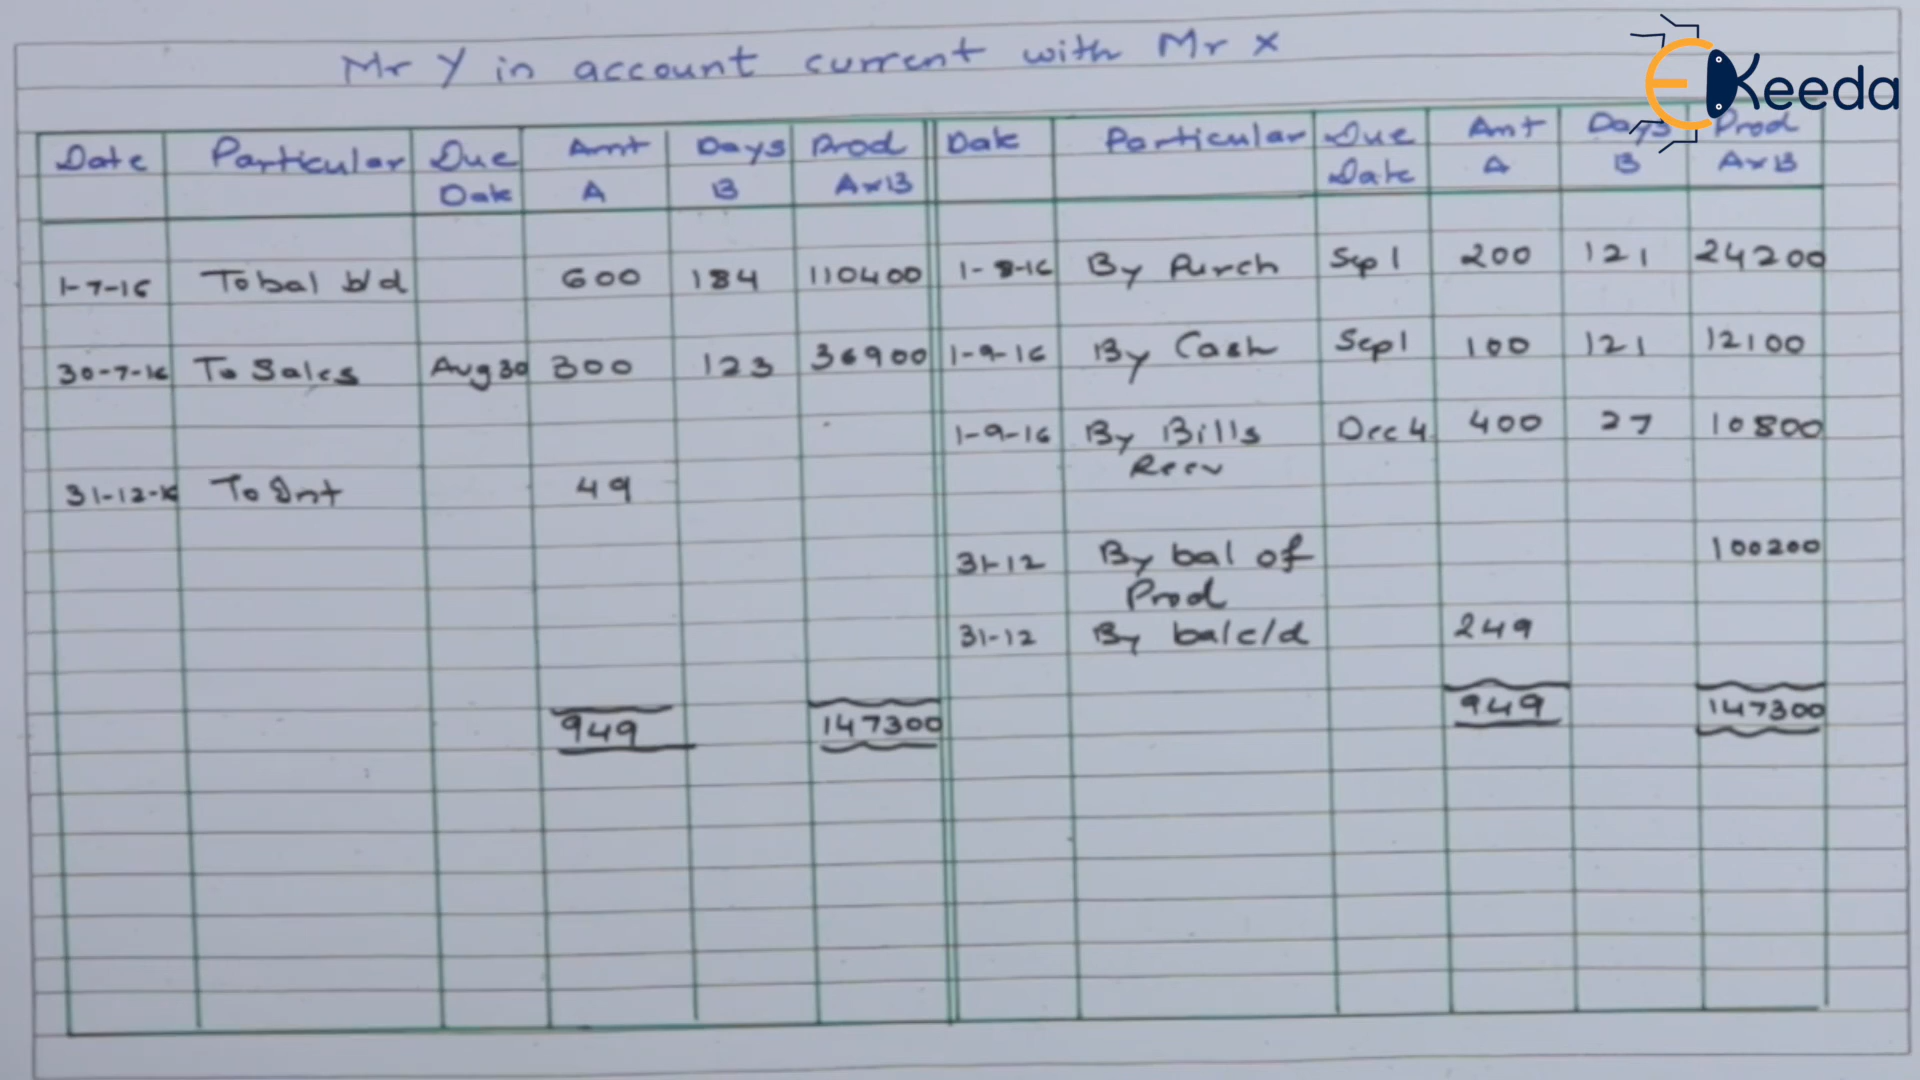 Mr Y in account current with Mr X
EKeeda
Date Particular Due Date Amt A Days B Prod A×B Date Particular Due Date Amt A Days B Prod A×B
1-7-16 To bal b/d 600 184 110400 1-8-16 By Purch Sep 1 200 121 24200
30-7-16 To Sales Aug 30 300 123 36900 1-9-16 By Cash Sep 1 100 121 12100
1-9-16 By Bills Recv Dec 4 400 27 10800
31-12-16 To Int 49
31-12 By bal of Prod 100200
31-12 By bal c/d 249
949 147300 949 147300